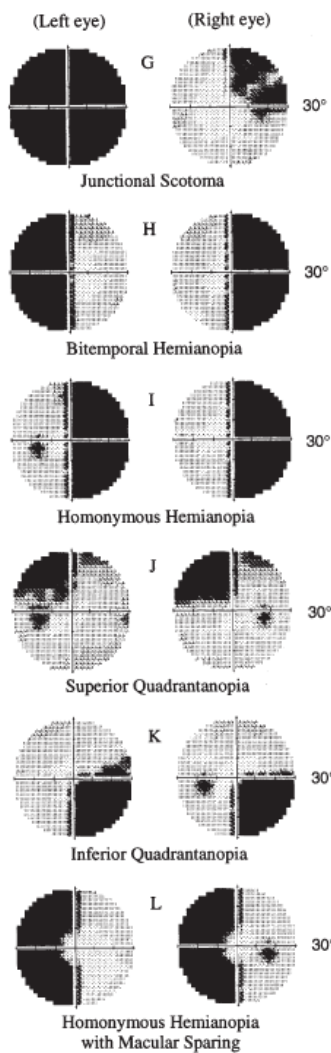 (Left eye) (Right eye)
G
30°
Junctional Scotoma
H
30°
Bitemporal Hemianopia
I
30°
Homonymous Hemianopia
J
30°
Superior Quadrantanopia
K
30°
Inferior Quadrantanopia
L
30°
Homonymous Hemianopia
with Macular Sparing